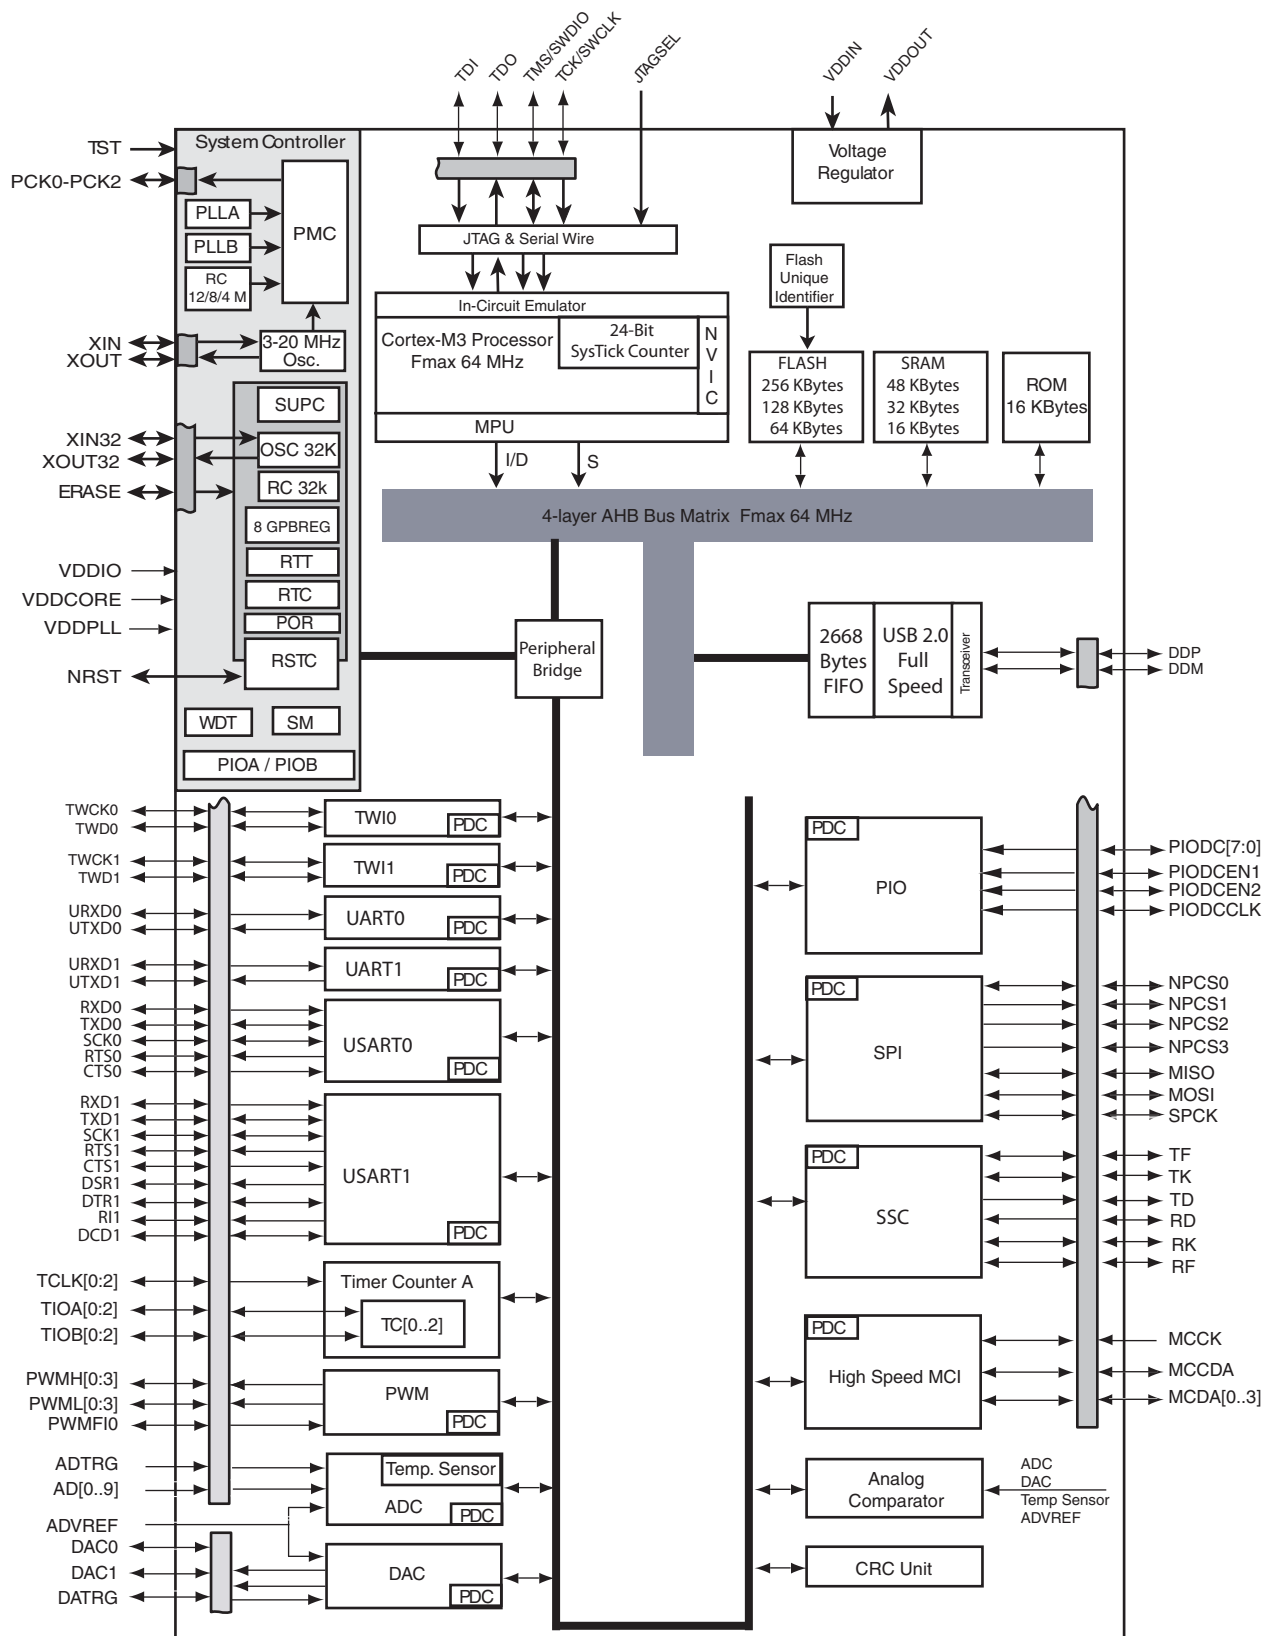 TDI
TDO
TMS/SWDIO
TCK/SWCLK
JTAGSEL
VDDIN
VDDOUT
TST
PCK0-PCK2
System Controller
PLLA
PLLB
RC
12/8/4 M
PMC
XIN
XOUT
3-20 MHz
Osc.
SUPC
XIN32
XOUT32
OSC 32K
ERASE
RC 32k
8 GPBREG
RTT
RTC
POR
RSTC
VDDIO
VDDCORE
VDDPLL
NRST
WDT
SM
PIOA / PIOB
Voltage
Regulator
JTAG & Serial Wire
In-Circuit Emulator
Cortex-M3 Processor
Fmax 64 MHz
24-Bit
SysTick Counter
N
V
I
C
MPU
I/D
S
Flash
Unique
Identifier
FLASH
256 KBytes
128 KBytes
64 KBytes
SRAM
48 KBytes
32 KBytes
16 KBytes
ROM
16 KBytes
4-layer AHB Bus Matrix Fmax 64 MHz
Peripheral
Bridge
2668
Bytes
FIFO
USB 2.0
Full
Speed
Transceiver
DDP
DDM
TWCK0
TWD0
TWI0
PDC
TWCK1
TWD1
TWI1
PDC
URXD0
UTXD0
UART0
PDC
URXD1
UTXD1
UART1
PDC
RXD0
TXD0
SCK0
RTS0
CTS0
USART0
PDC
RXD1
TXD1
SCK1
RTS1
CTS1
DSR1
DTR1
RI1
DCD1
USART1
PDC
TCLK[0:2]
TIOA[0:2]
TIOB[0:2]
Timer Counter A
TC[0..2]
PWMH[0:3]
PWML[0:3]
PWMFI0
PWM
PDC
ADTRG
AD[0..9]
ADVREF
Temp. Sensor
ADC
PDC
DAC0
DAC1
DATRG
DAC
PDC
PDC
PIO
PIODC[7:0]
PIODCEN1
PIODCEN2
PIODCCLK
PDC
SPI
NPCS0
NPCS1
NPCS2
NPCS3
MISO
MOSI
SPCK
PDC
SSC
TF
TK
TD
RD
RK
RF
PDC
High Speed MCI
MCCK
MCCDA
MCDA[0..3]
Analog
Comparator
ADC
DAC
Temp Sensor
ADVREF
CRC Unit